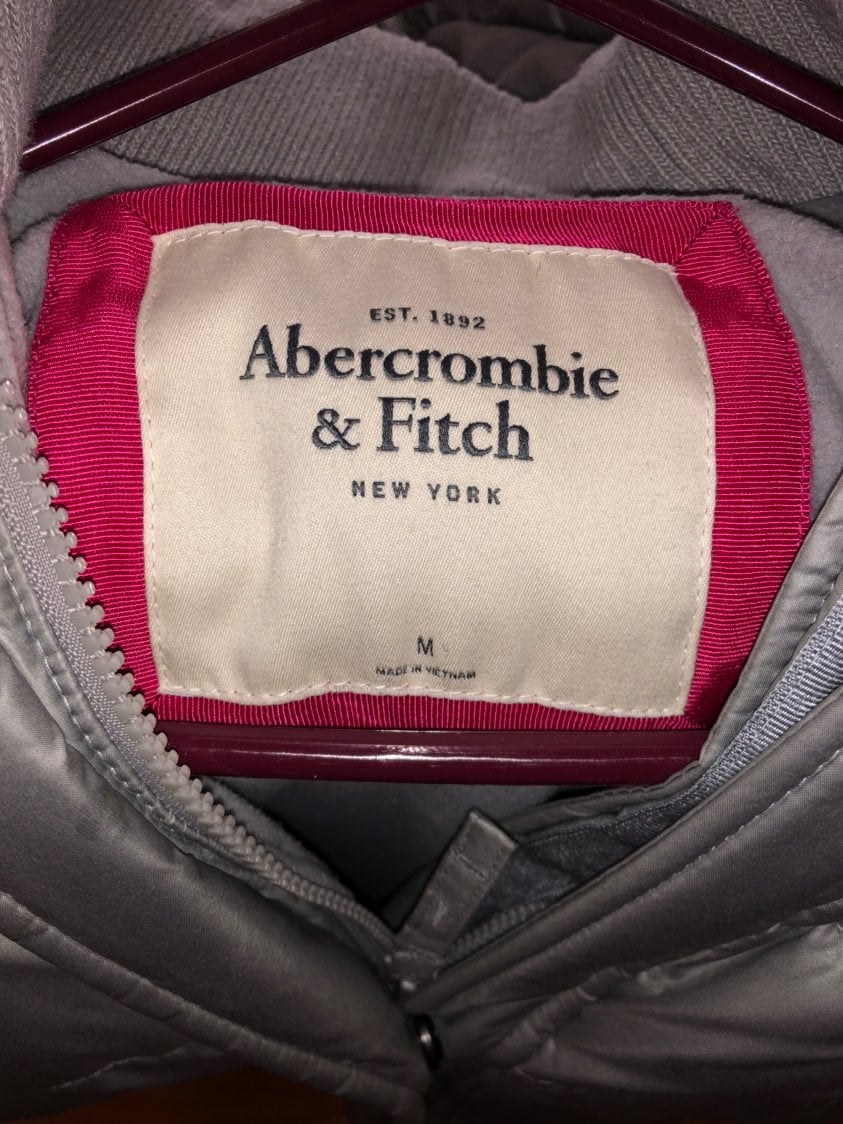 EST. 1892
Abercrombie
& Fitch
NEW YORK
M
MADE IN VIETNAM